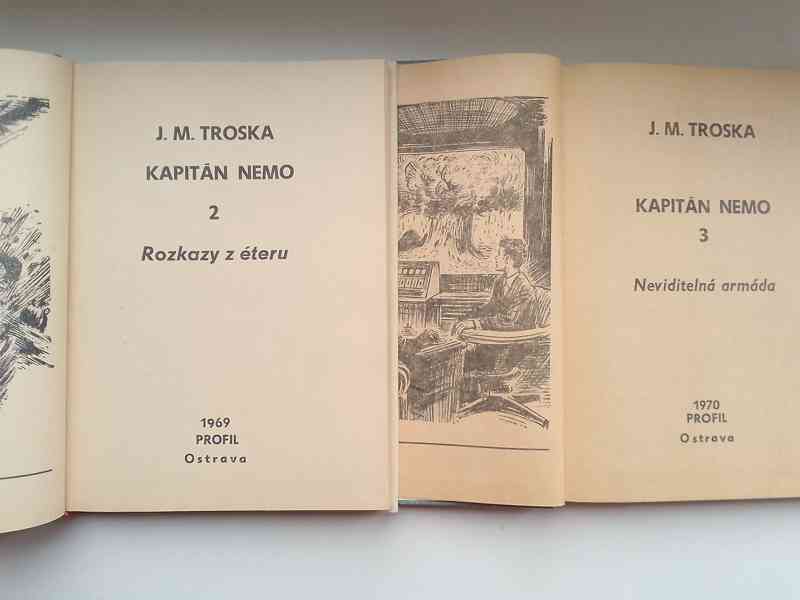 J. M. TROSKA
KAPITÁN NEMO
2
Rozkazy z éteru
1969
PROFIL
Ostrava
J. M. TROSKA
KAPITÁN NEMO
3
Neviditelná armáda
1970
PROFIL
Ostrava